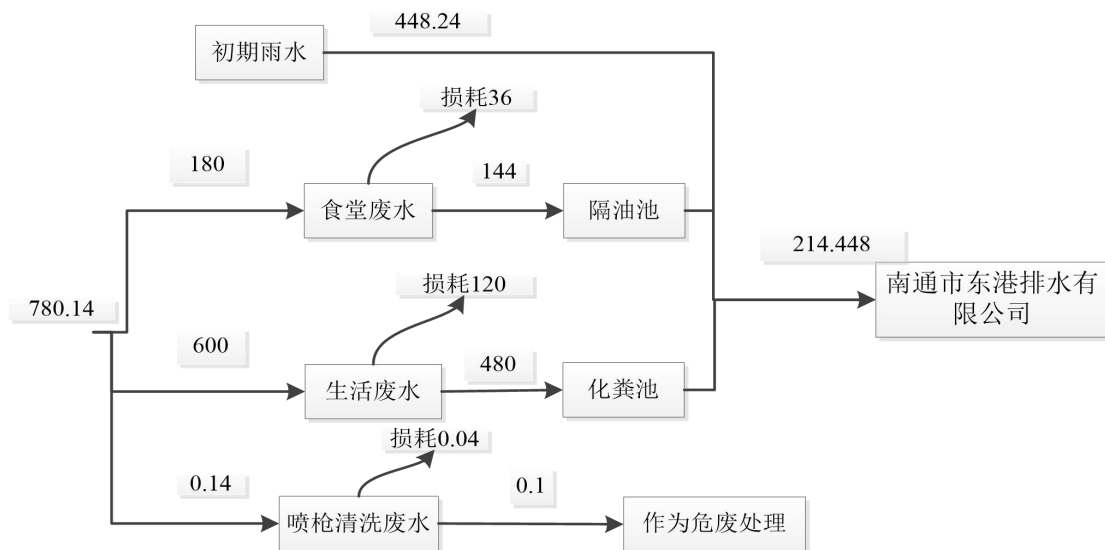 448.24
初期雨水
损耗36
180
144
食堂废水
隔油池
214.448
南通市东港排水有
限公司
损耗120
780.14
600
480
生活废水
化粪池
损耗0.04
0.14
0.1
喷枪清洗废水
作为危废处理